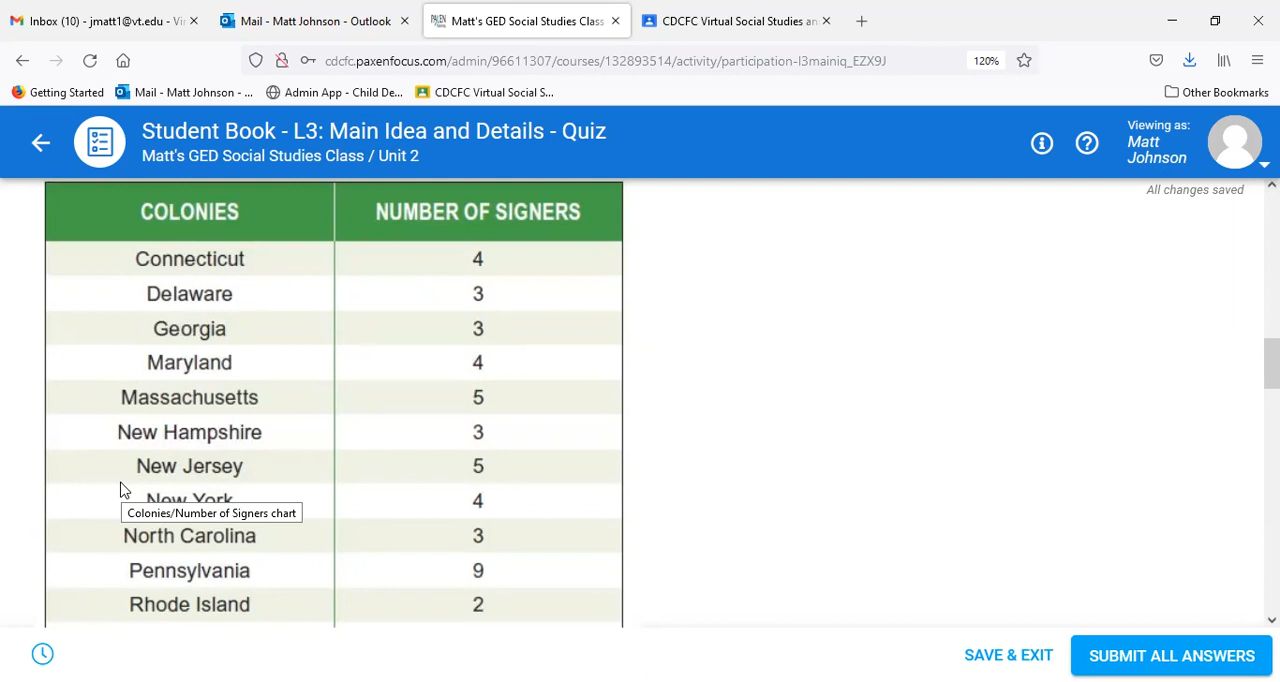 Inbox (10) - jmatt1@vt.edu - Vir
Mail - Matt Johnson - Outlook
PAXEN
Matt's GED Social Studies Class
CDCFC Virtual Social Studies an
cdcfc.paxenfocus.com/admin/96611307/courses/132893514/activity/participation-l3mainiq_EZX9J
120%
Getting Started
Mail - Matt Johnson - ...
Admin App - Child De...
CDCFC Virtual Social S...
Other Bookmarks
Student Book - L3: Main Idea and Details - Quiz
Matt's GED Social Studies Class / Unit 2
Viewing as:
Matt
Johnson
All changes saved
COLONIES NUMBER OF SIGNERS
Connecticut 4
Delaware 3
Georgia 3
Maryland 4
Massachusetts 5
New Hampshire 3
New Jersey 5
New York 4
Colonies/Number of Signers chart
North Carolina 3
Pennsylvania 9
Rhode Island 2
SAVE & EXIT
SUBMIT ALL ANSWERS